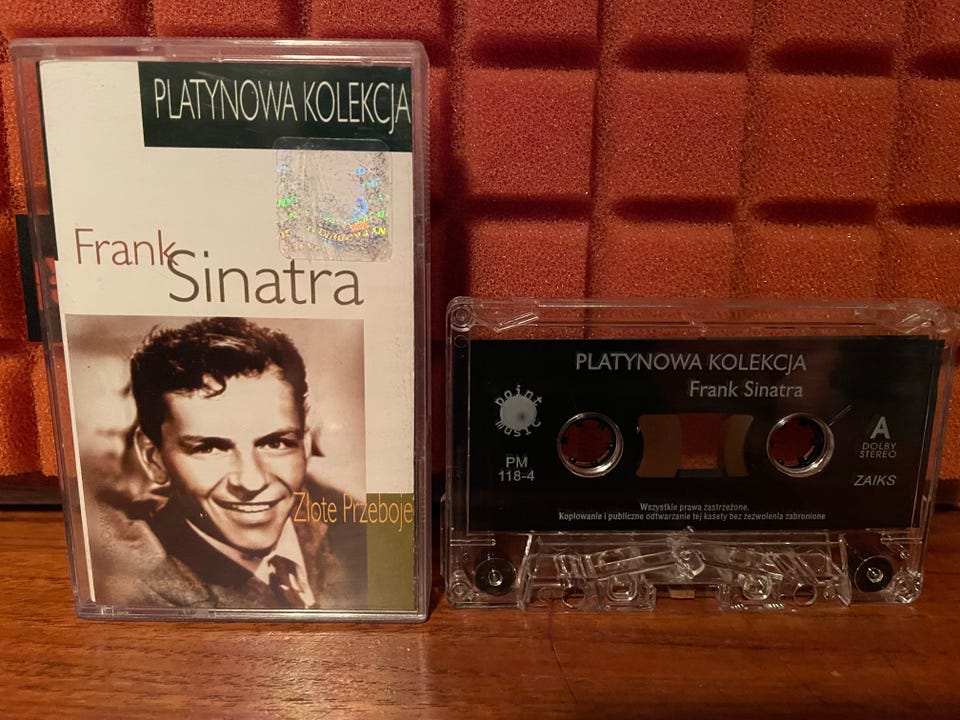 PLATYNOWA KOLEKCJA
Frank
Sinatra
Złote Przeboje
PLATYNOWA KOLEKCJA
Frank Sinatra
point
music
PM
118-4
A
DOLBY
STEREO
ZAIKS
Wszystkie prawa zastrzeżone.
Kopiowanie i publiczne odtwarzanie tej kasety bez zezwolenia zabronione